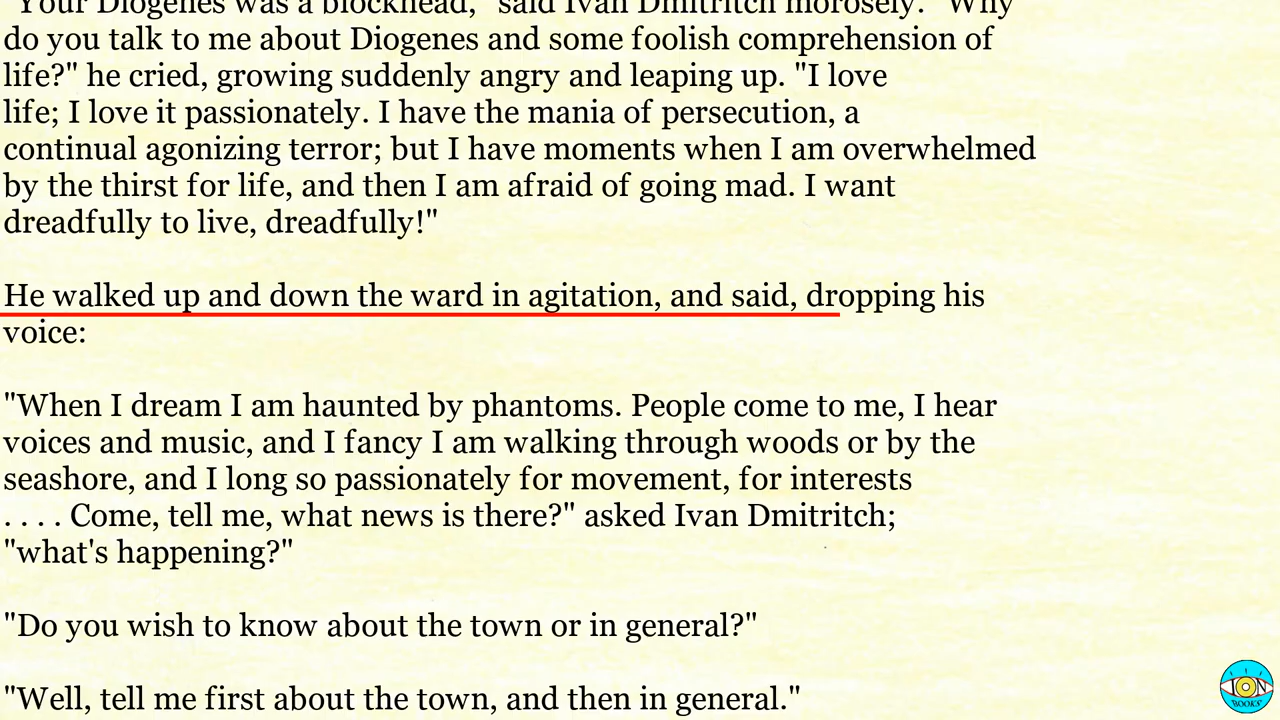 "Your Diogenes was a blockhead," said Ivan Dmitritch morosely. "Why
do you talk to me about Diogenes and some foolish comprehension of
life?" he cried, growing suddenly angry and leaping up. "I love
life; I love it passionately. I have the mania of persecution, a
continual agonizing terror; but I have moments when I am overwhelmed
by the thirst for life, and then I am afraid of going mad. I want
dreadfully to live, dreadfully!"
He walked up and down the ward in agitation, and said, dropping his
voice:
"When I dream I am haunted by phantoms. People come to me, I hear
voices and music, and I fancy I am walking through woods or by the
seashore, and I long so passionately for movement, for interests
. . . . Come, tell me, what news is there?" asked Ivan Dmitritch;
"what's happening?"
"Do you wish to know about the town or in general?"
"Well, tell me first about the town, and then in general."
ION
BOOKS